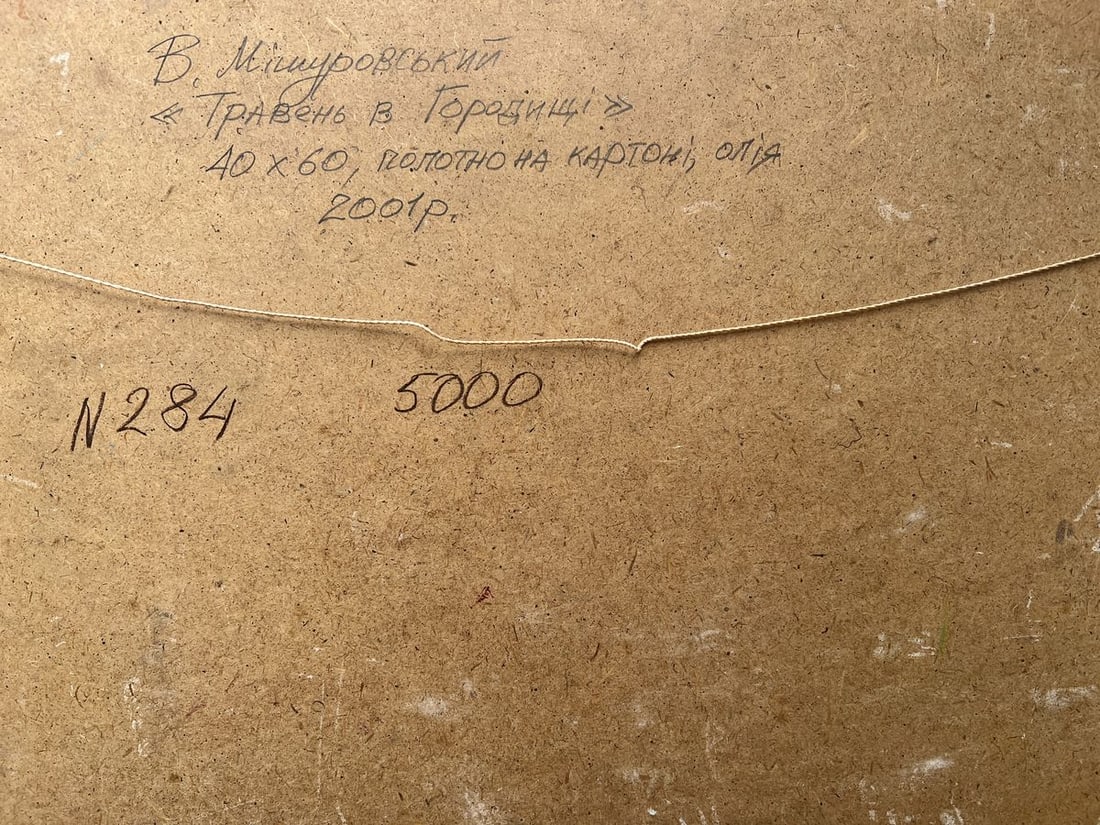 В. Мішуровський
« Травень в Городищі »
40 х 60, полотно на картоні, олія
2001р.
N 284
5000